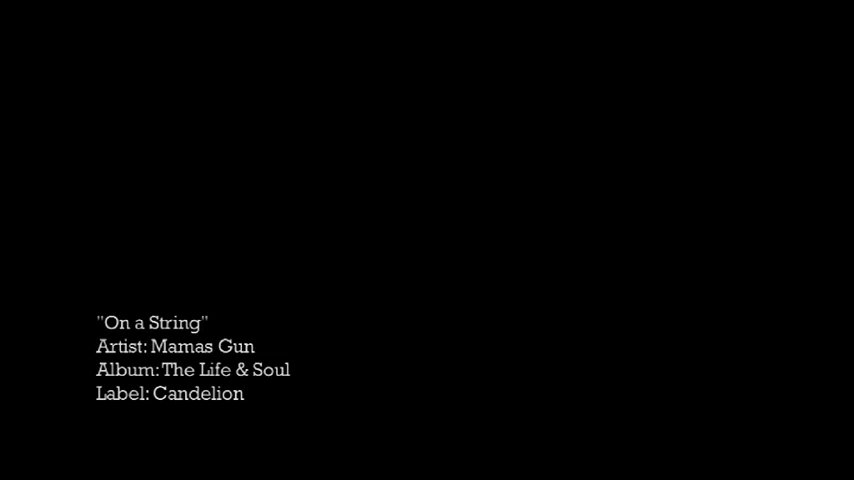 "On a String"
Artist: Mamas Gun
Album: The Life & Soul
Label: Candelion